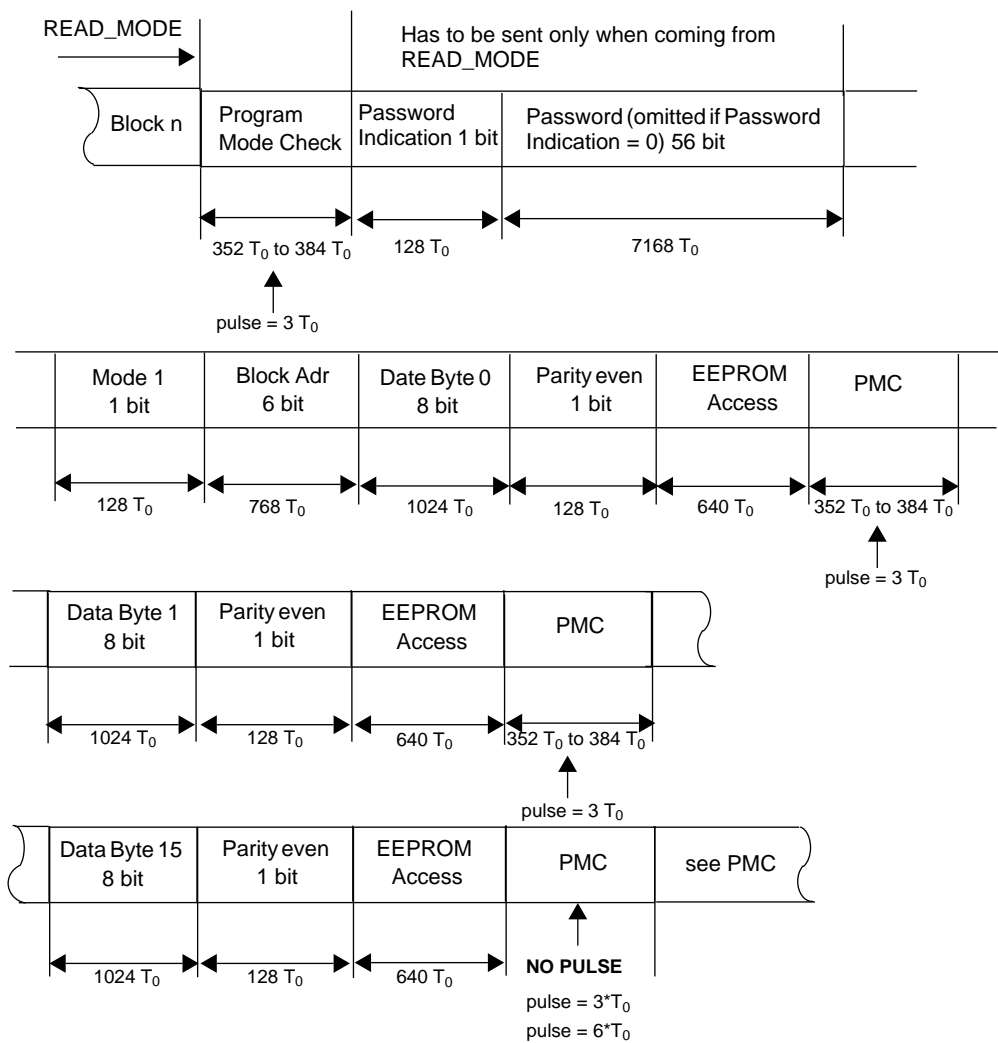 READ_MODE
Has to be sent only when coming from
READ_MODE
Block n
Program
Mode Check
Password
Indication 1 bit
Password (omitted if Password
Indication = 0) 56 bit
352 T₀ to 384 T₀
128 T₀
7168 T₀
pulse = 3 T₀
Mode 1
1 bit
Block Adr
6 bit
Date Byte 0
8 bit
Parity even
1 bit
EEPROM
Access
PMC
128 T₀
768 T₀
1024 T₀
128 T₀
640 T₀
352 T₀ to 384 T₀
pulse = 3 T₀
Data Byte 1
8 bit
Parity even
1 bit
EEPROM
Access
PMC
1024 T₀
128 T₀
640 T₀
352 T₀ to 384 T₀
pulse = 3 T₀
Data Byte 15
8 bit
Parity even
1 bit
EEPROM
Access
PMC
see PMC
1024 T₀
128 T₀
640 T₀
NO PULSE
pulse = 3*T₀
pulse = 6*T₀